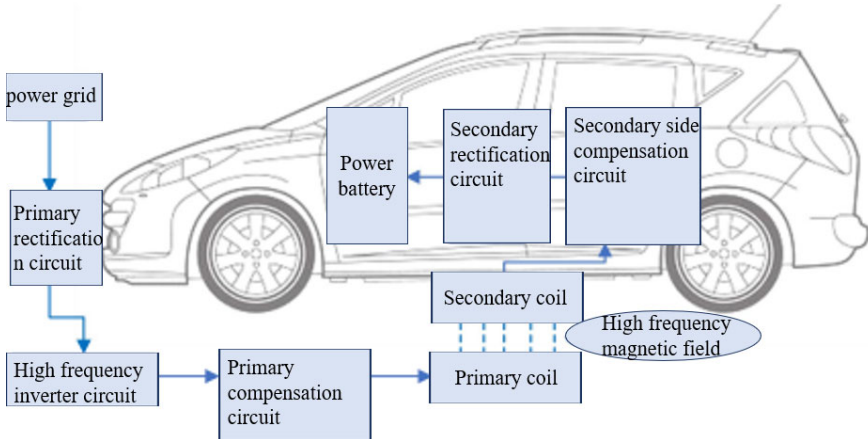 power grid
Primary
rectificatio
n circuit
High frequency
inverter circuit
Primary
compensation
circuit
Primary coil
High frequency
magnetic field
Secondary coil
Secondary side
compensation
circuit
Secondary
rectification
circuit
Power
battery